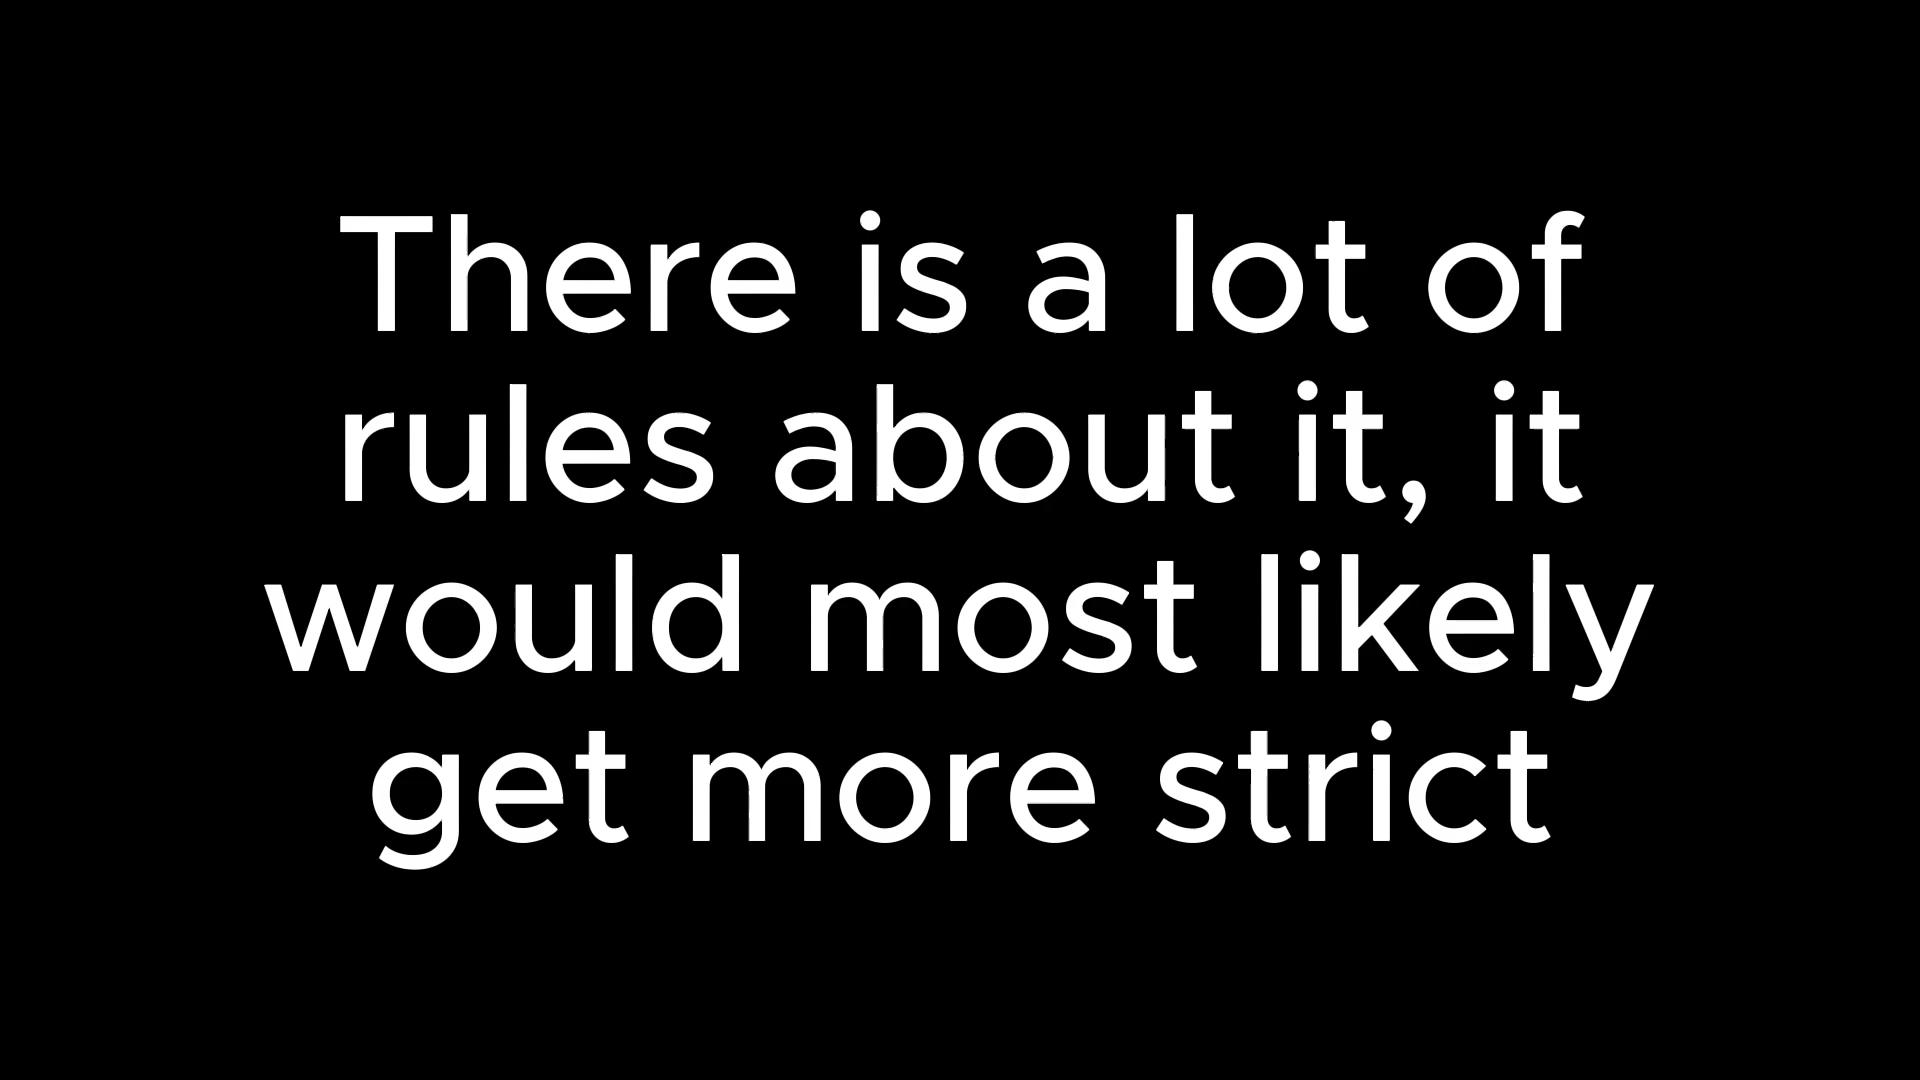 There is a lot of
rules about it, it
would most likely
get more strict